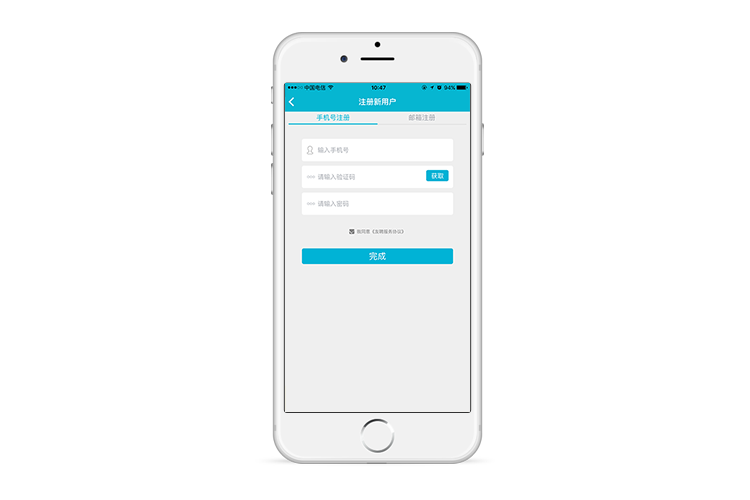 中国电信 10:47 94%
注册新用户
手机号注册 邮箱注册
输入手机号
请输入验证码 获取
请输入密码
我同意
完成